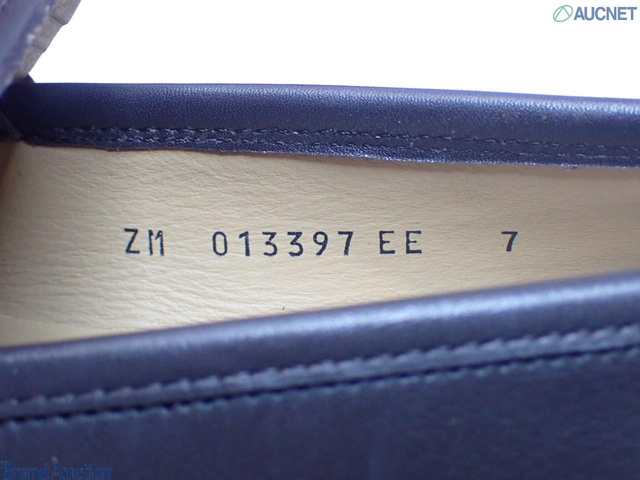 AUCNET
ZM 013397 EE 7
Brand Auction